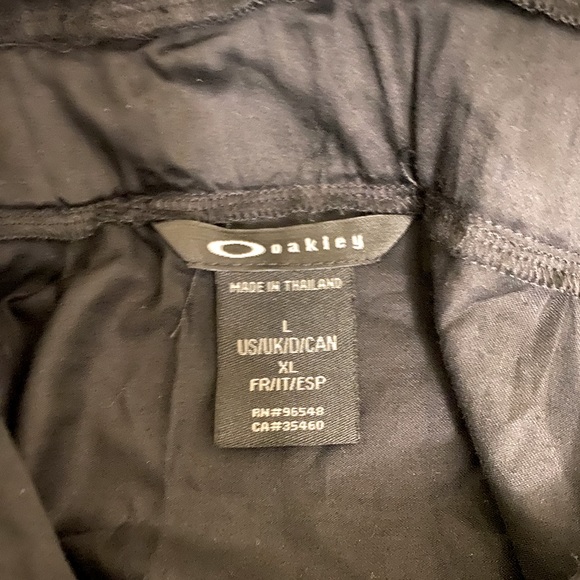 Oakley
MADE IN THAILAND
L
US/UK/D/CAN
XL
FR/IT/ESP
RN#96548
CA#35460